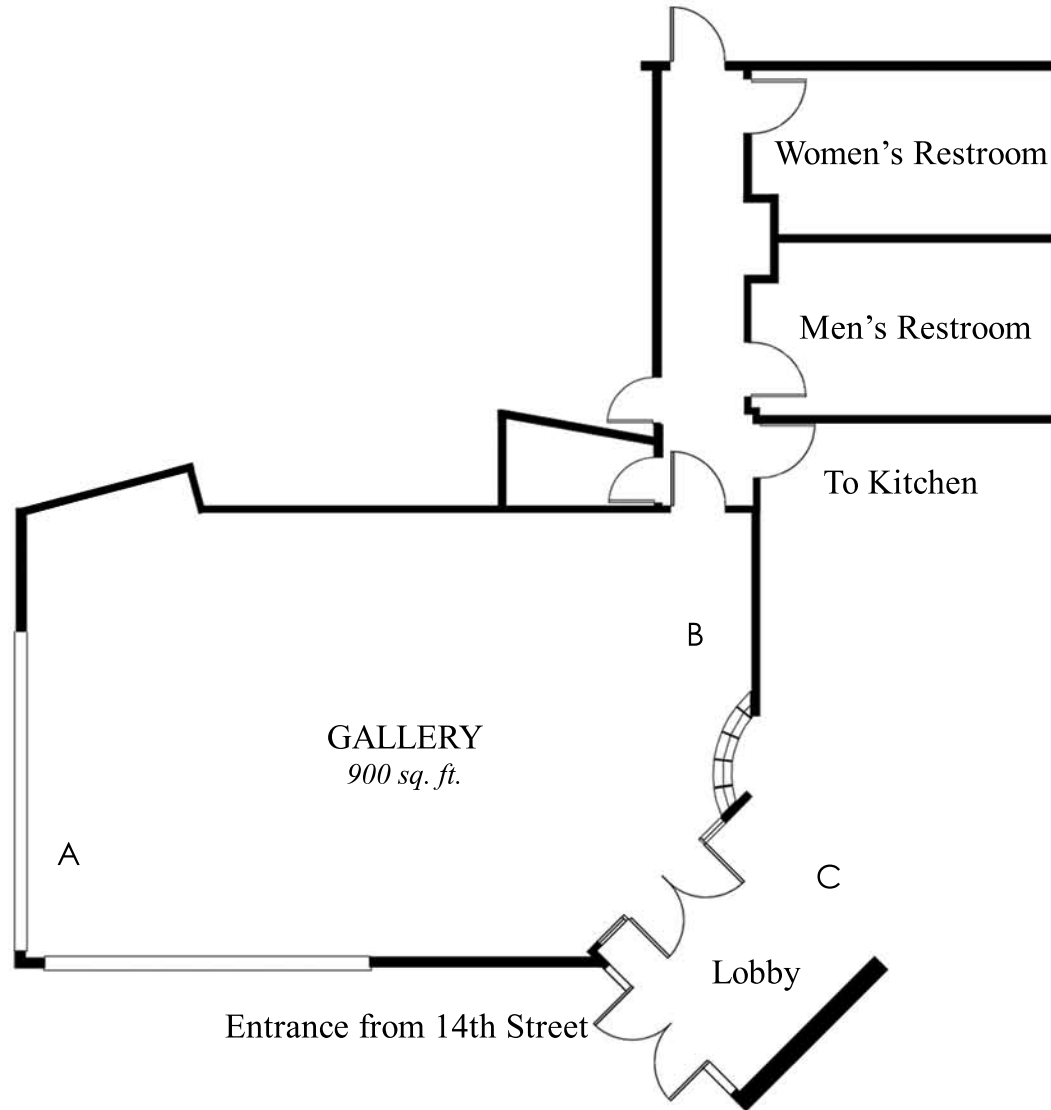 Women’s Restroom
Men’s Restroom
To Kitchen
B
GALLERY
900 sq. ft.
A
C
Lobby
Entrance from 14th Street